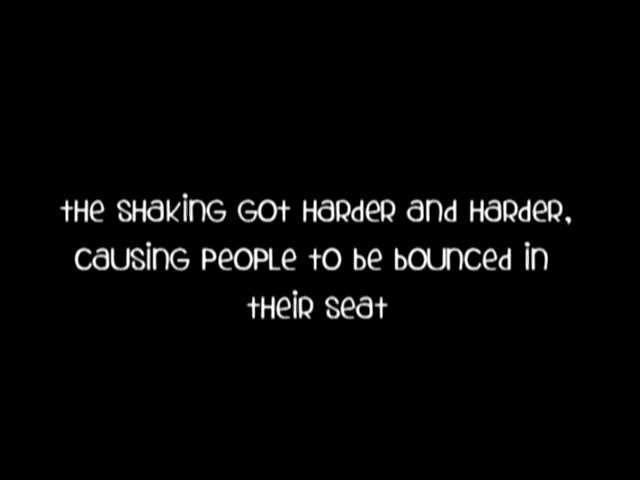 the shaking got harder and harder,
causing people to be bounced in
their seat